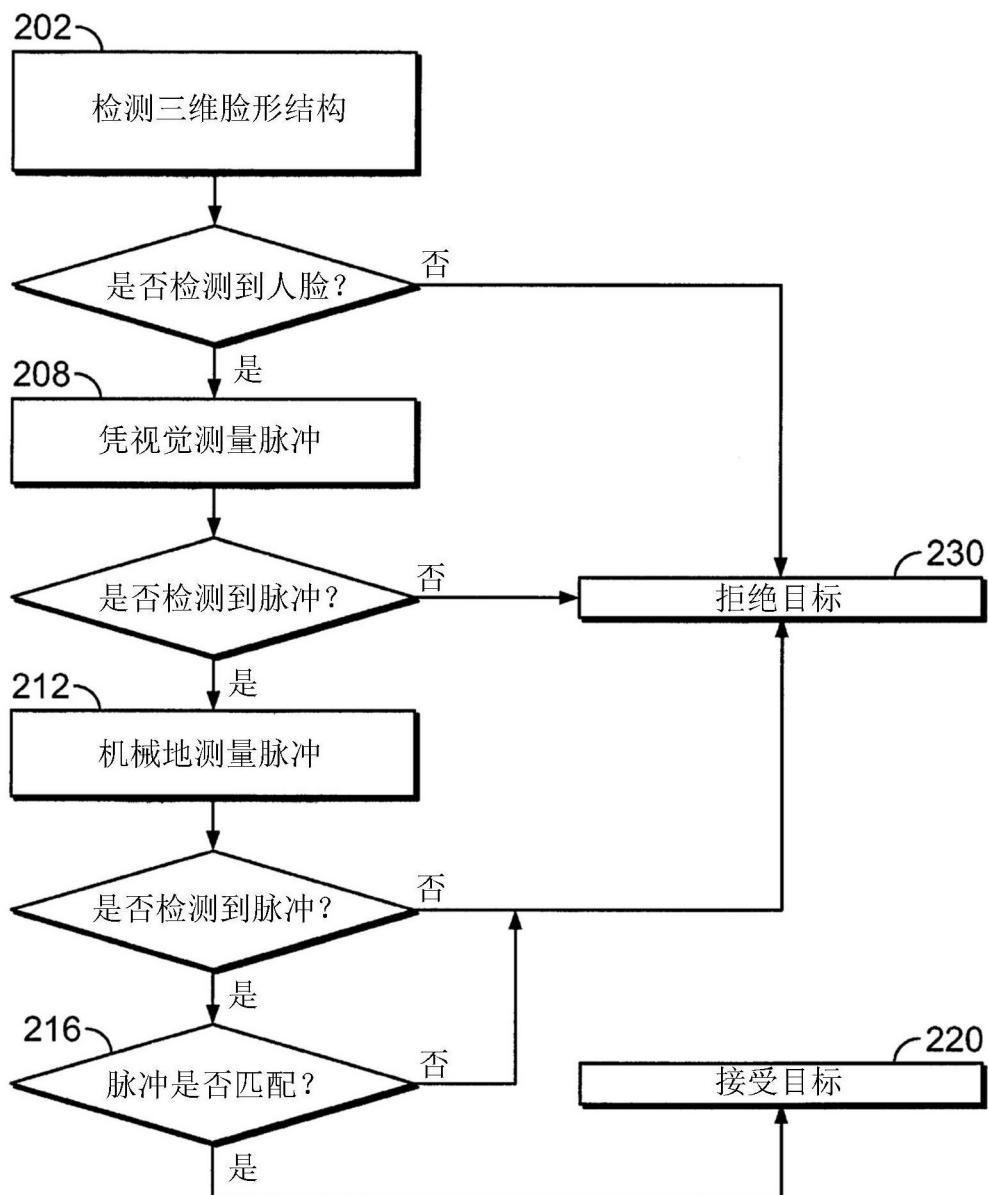 202
检测三维脸形结构
是否检测到人脸？
否
是
208
凭视觉测量脉冲
是否检测到脉冲？
否
230
拒绝目标
是
212
机械地测量脉冲
是否检测到脉冲？
否
是
216
脉冲是否匹配？
否
220
接受目标
是